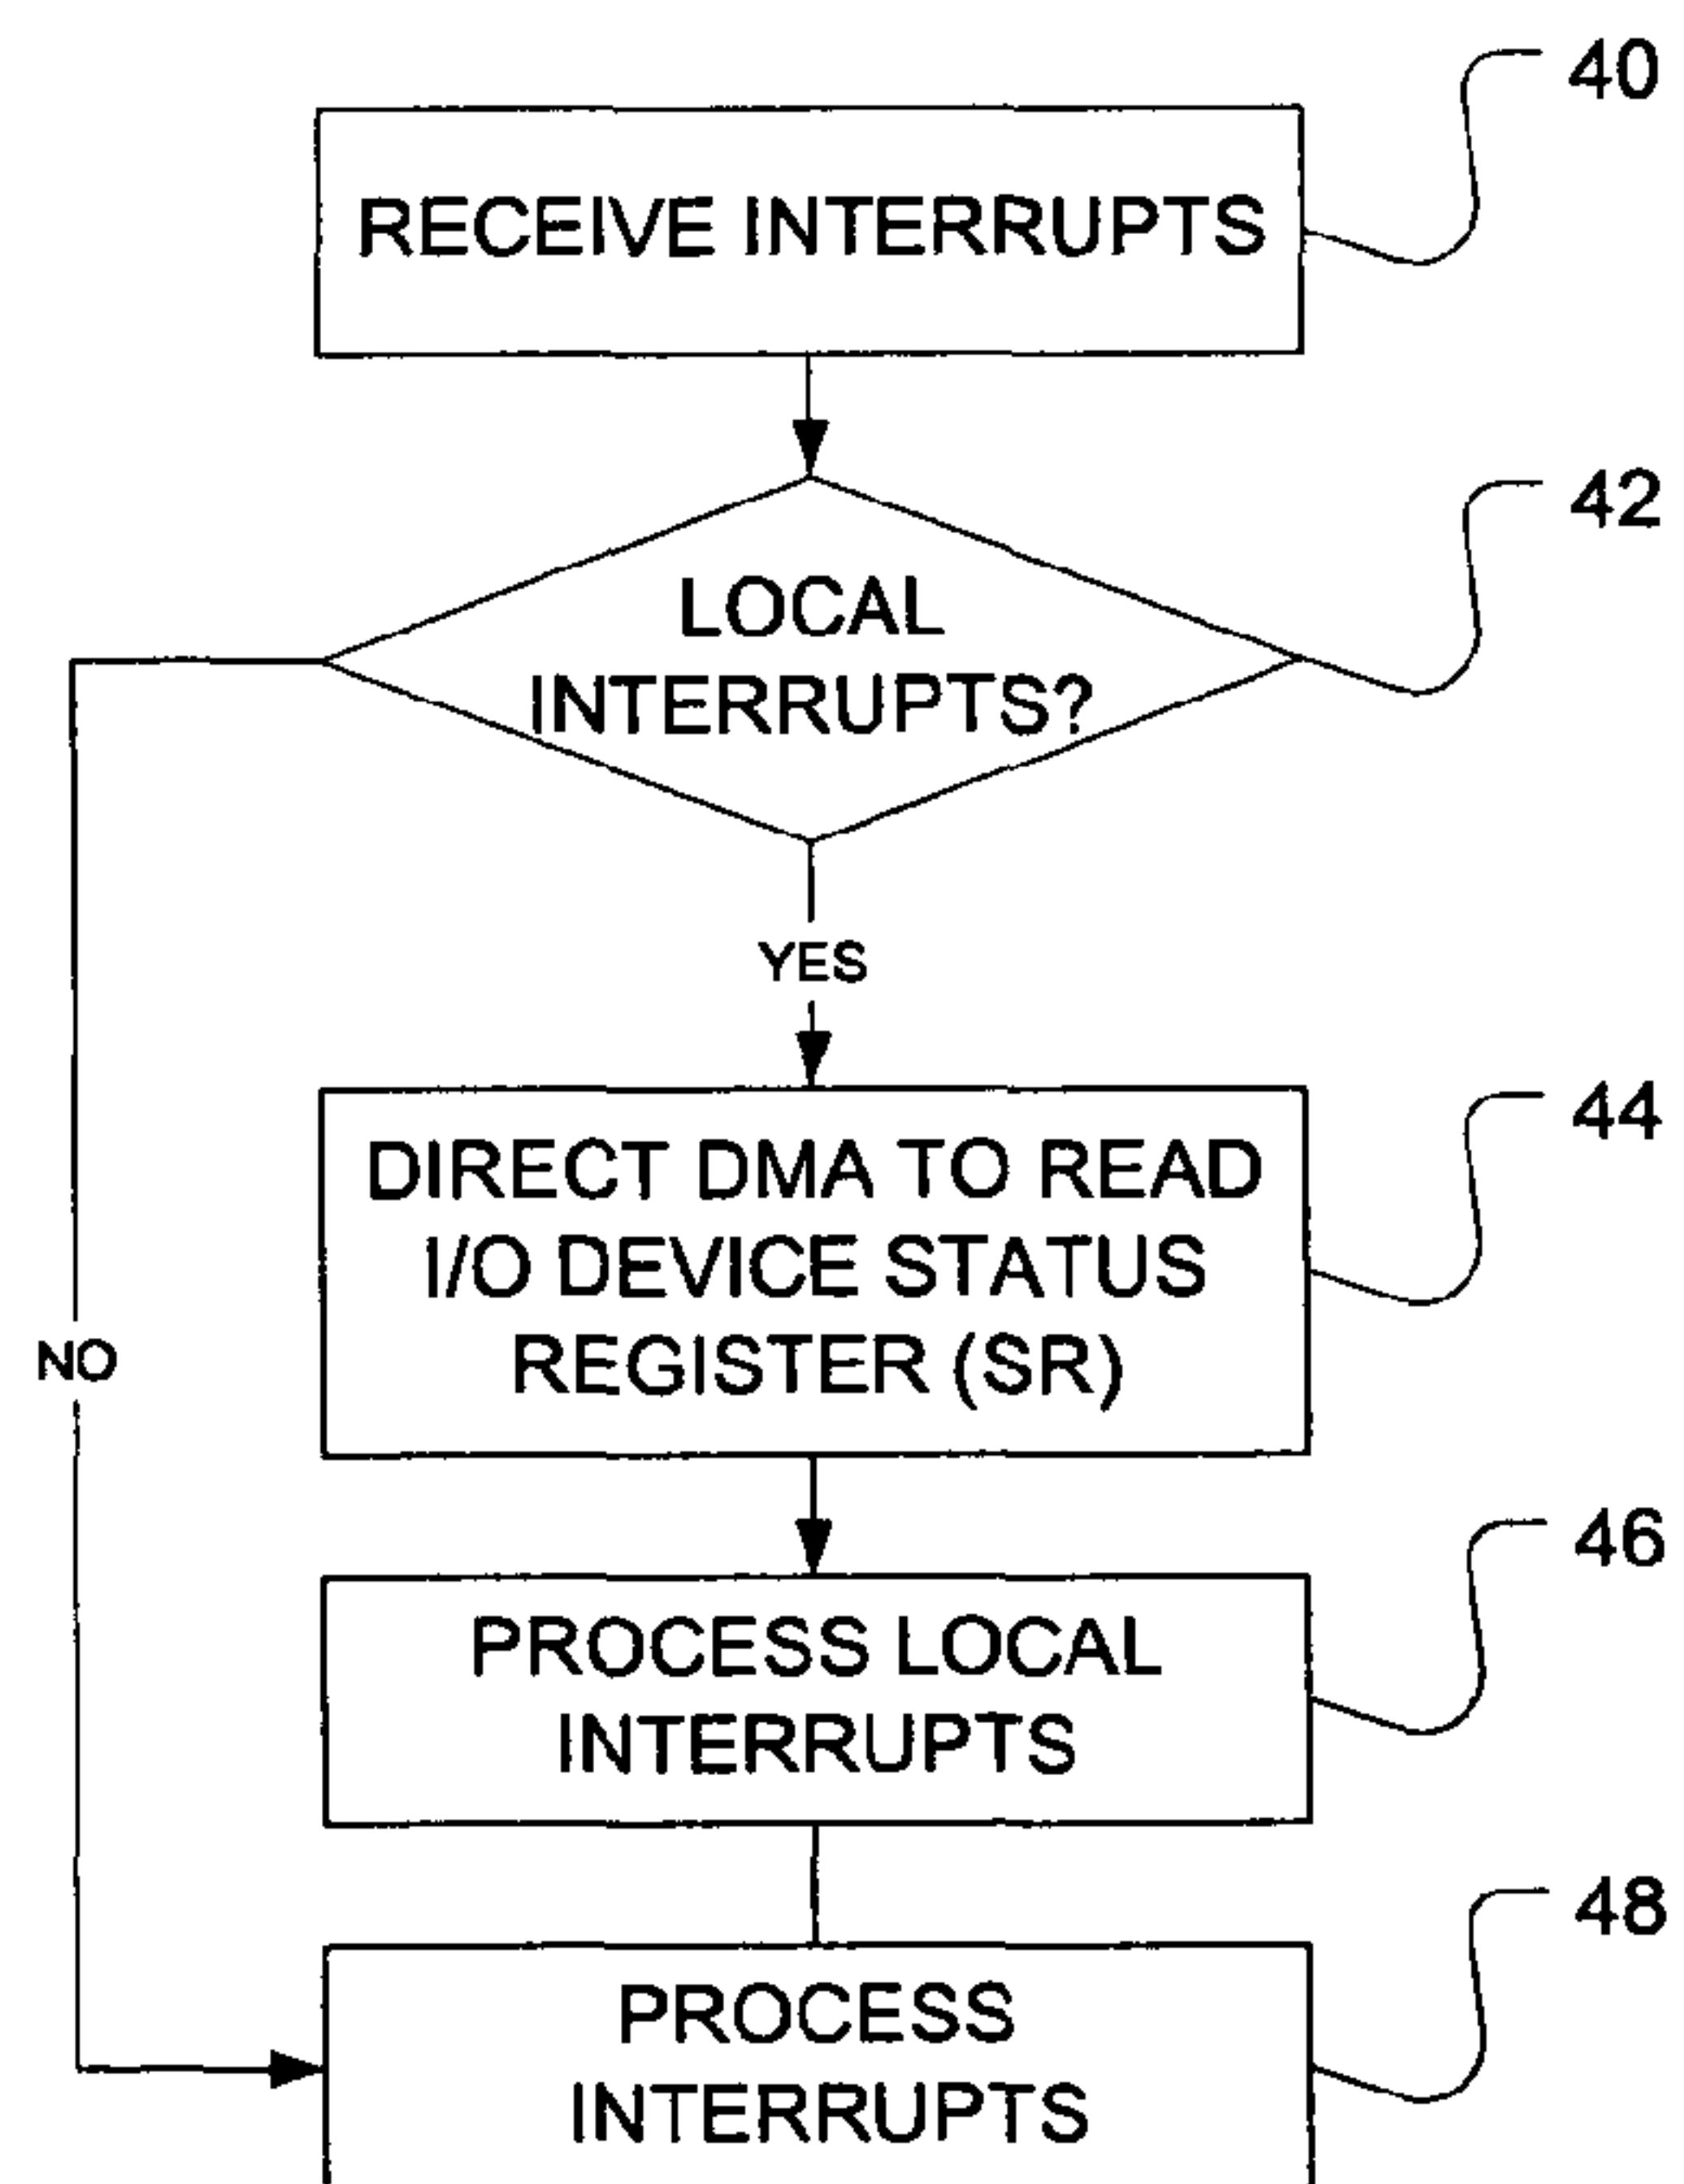 40
RECEIVE INTERRUPTS
42
LOCAL
INTERRUPTS?
YES
44
DIRECT DMA TO READ
I/O DEVICE STATUS
REGISTER (SR)
NO
46
PROCESS LOCAL
INTERRUPTS
48
PROCESS
INTERRUPTS